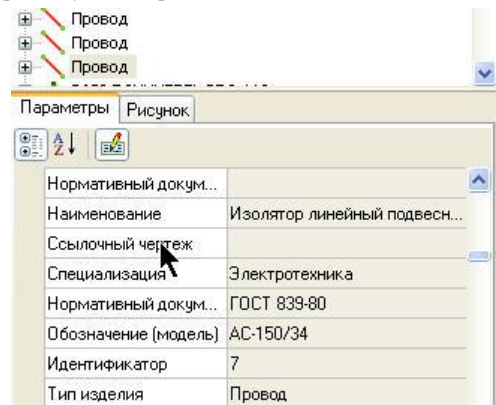 Провод
Провод
Провод
Параметры Рисунок
Нормативный докум...
Наименование Изолятор линейный подвесн...
Ссылочный чертеж
Специализация Электротехника
Нормативный докум... ГОСТ 839-80
Обозначение (модель) АС-150/34
Идентификатор 7
Тип изделия Провод